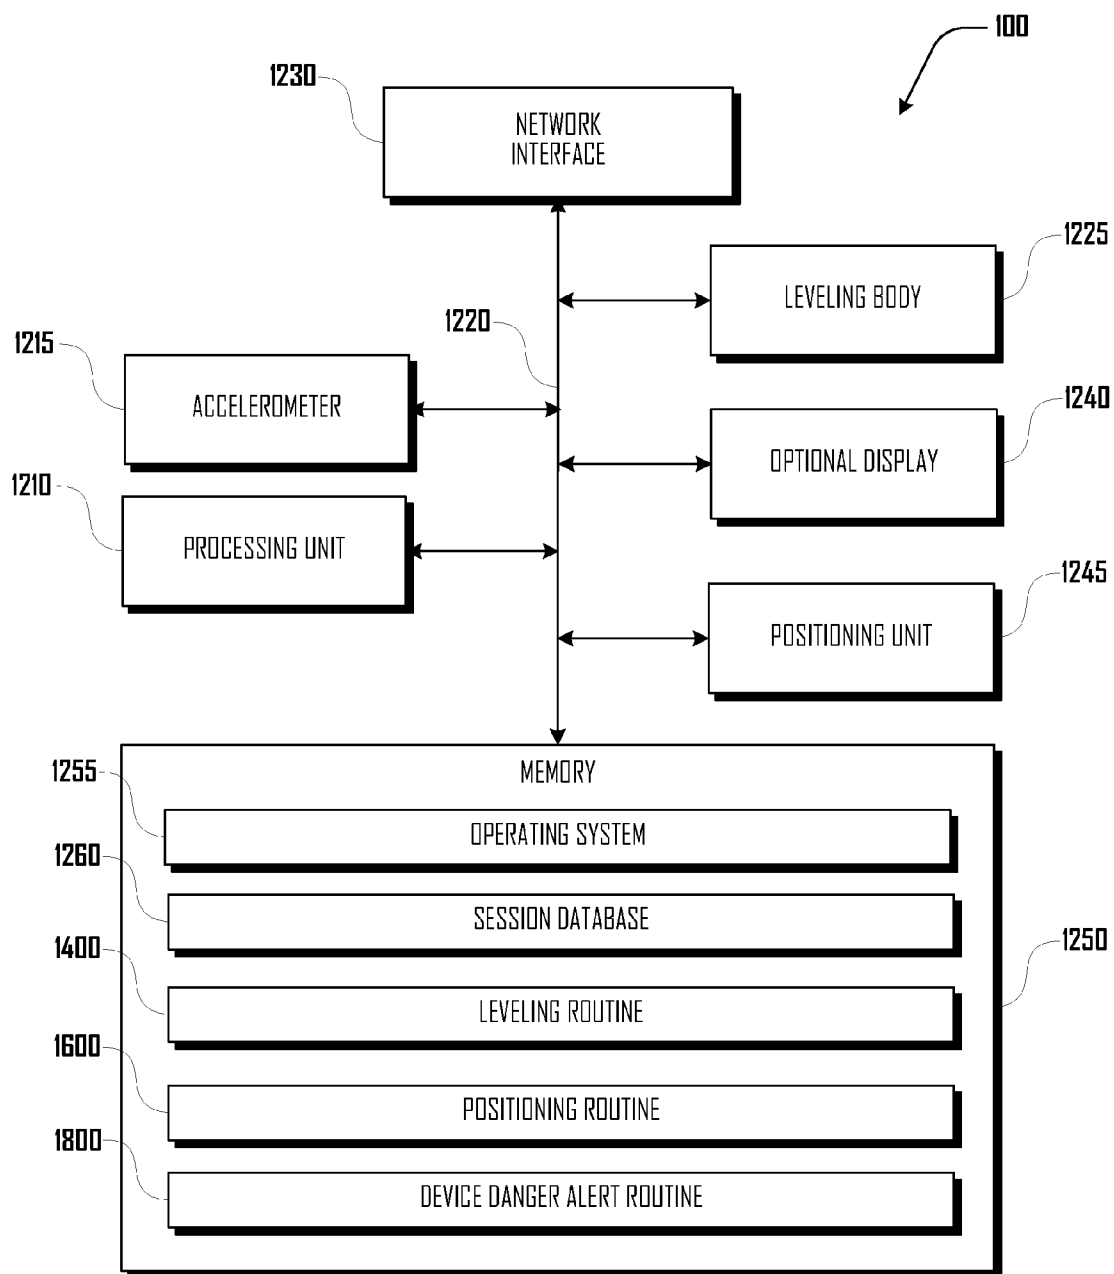 100
1230
NETWORK
INTERFACE
1225
LEVELING BODY
1220
1215
ACCELEROMETER
1240
OPTIONAL DISPLAY
1210
PROCESSING UNIT
1245
POSITIONING UNIT
MEMORY
1255
OPERATING SYSTEM
1260
SESSION DATABASE
1400
1250
LEVELING ROUTINE
1600
POSITIONING ROUTINE
1800
DEVICE DANGER ALERT ROUTINE